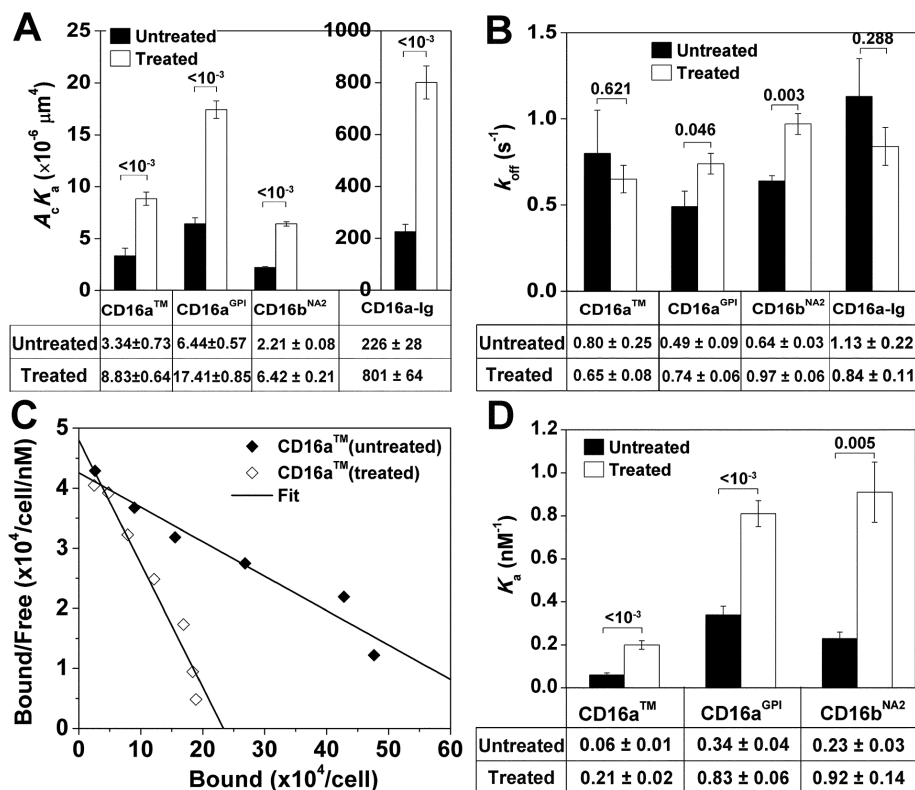 A
Untreated
Treated
A_c K_a (×10^-6 μm^4)
25
20
15
10
5
0
1000
800
600
400
200
0
<10^-3
<10^-3
<10^-3
<10^-3
CD16a^TM CD16a^GPI CD16b^NA2 CD16a-Ig
Untreated 3.34±0.73 6.44±0.57 2.21 ± 0.08 226 ± 28
Treated 8.83±0.64 17.41±0.85 6.42 ± 0.21 801 ± 64
B
Untreated
Treated
k_off (s^-1)
1.5
1.0
0.5
0.0
0.621
0.046
0.003
0.288
CD16a^TM CD16a^GPI CD16b^NA2 CD16a-Ig
Untreated 0.80 ± 0.25 0.49 ± 0.09 0.64 ± 0.03 1.13 ± 0.22
Treated 0.65 ± 0.08 0.74 ± 0.06 0.97 ± 0.06 0.84 ± 0.11
C
CD16a^TM(untreated)
CD16a^TM(treated)
Fit
Bound/Free (x10^4/cell/nM)
5
4
3
2
1
0
0 10 20 30 40 50 60
Bound (x10^4/cell)
D
Untreated
Treated
K_a (nM^-1)
1.2
0.9
0.6
0.4
0.2
0.0
<10^-3
<10^-3
0.005
CD16a^TM CD16a^GPI CD16b^NA2
Untreated 0.06 ± 0.01 0.34 ± 0.04 0.23 ± 0.03
Treated 0.21 ± 0.02 0.83 ± 0.06 0.92 ± 0.14